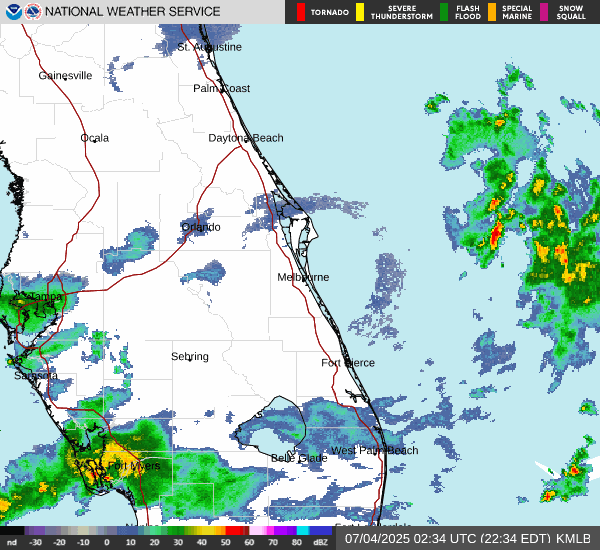 NATIONAL WEATHER SERVICE
TORNADO
SEVERE
THUNDERSTORM
FLASH
FLOOD
SPECIAL
MARINE
SNOW
SQUALL
St. Augustine
Gainesville
Palm Coast
Ocala
Daytona Beach
Orlando
Melbourne
Tampa
Sebring
Fort Pierce
Sarasota
West Palm Beach
Belle Glade
Fort Myers
nd -30 -20 -10 0 10 20 30 40 50 60 70 80 dBZ
07/04/2025 02:34 UTC (22:34 EDT) KMLB